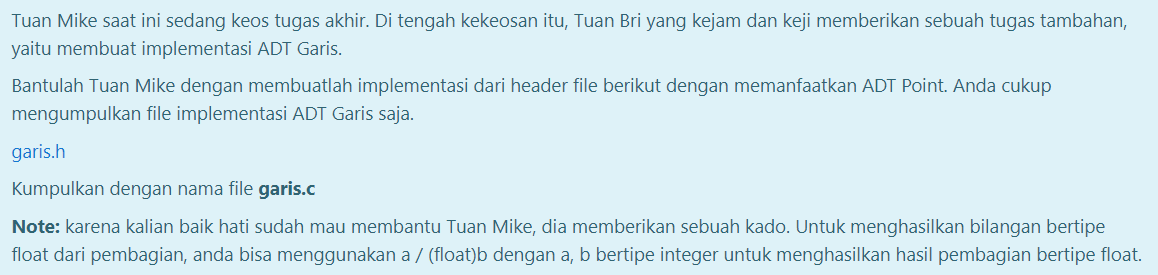 Tuan Mike saat ini sedang keos tugas akhir. Di tengah kekeosan itu, Tuan Bri yang kejam dan keji memberikan sebuah tugas tambahan,
yaitu membuat implementasi ADT Garis.
Bantulah Tuan Mike dengan membuatlah implementasi dari header file berikut dengan memanfaatkan ADT Point. Anda cukup
mengumpulkan file implementasi ADT Garis saja.
garis.h
Kumpulkan dengan nama file garis.c
Note: karena kalian baik hati sudah mau membantu Tuan Mike, dia memberikan sebuah kado. Untuk menghasilkan bilangan bertipe
float dari pembagian, anda bisa menggunakan a / (float)b dengan a, b bertipe integer untuk menghasilkan hasil pembagian bertipe float.